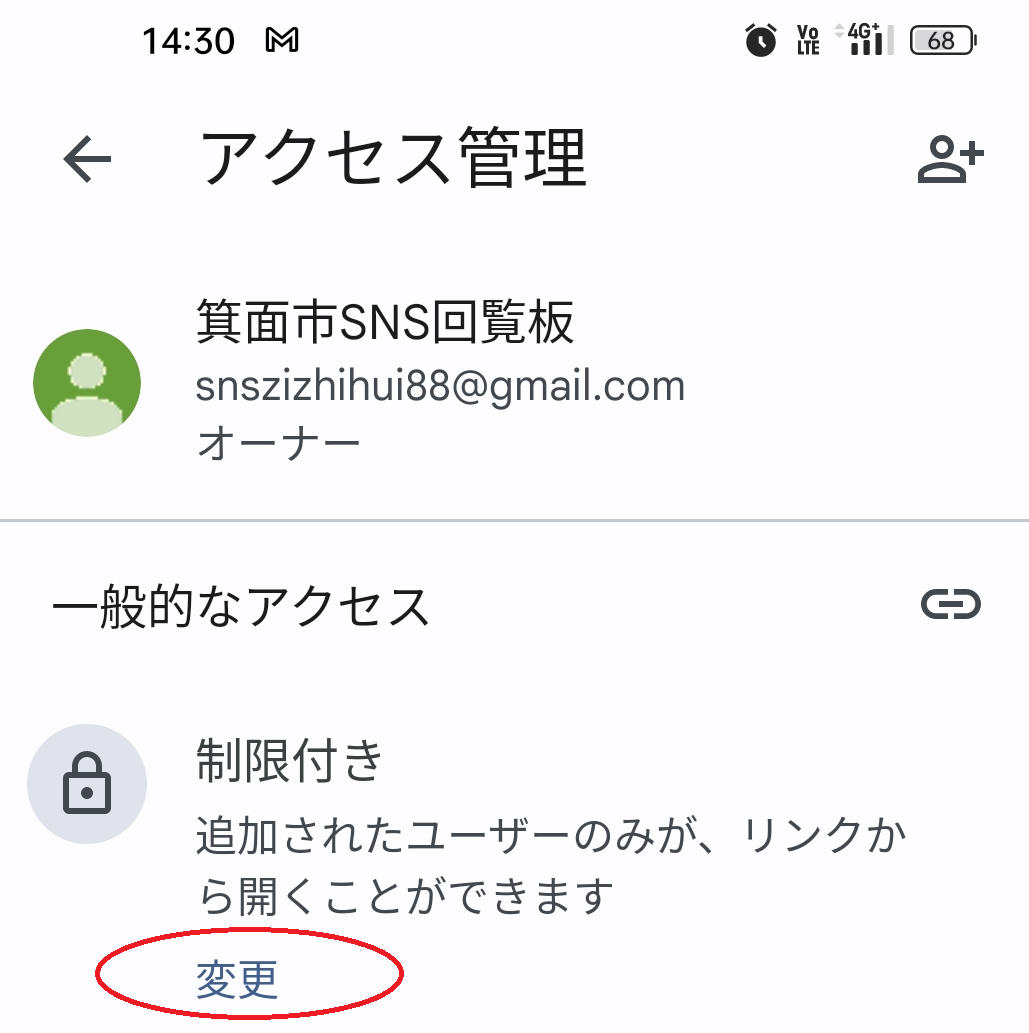 14:30
Vo LTE 4G+ 68
アクセス管理
箕面市SNS回覧板
snszizhihui88@gmail.com
オーナー
一般的なアクセス
制限付き
追加されたユーザーのみが、リンクか
ら開くことができます
変更